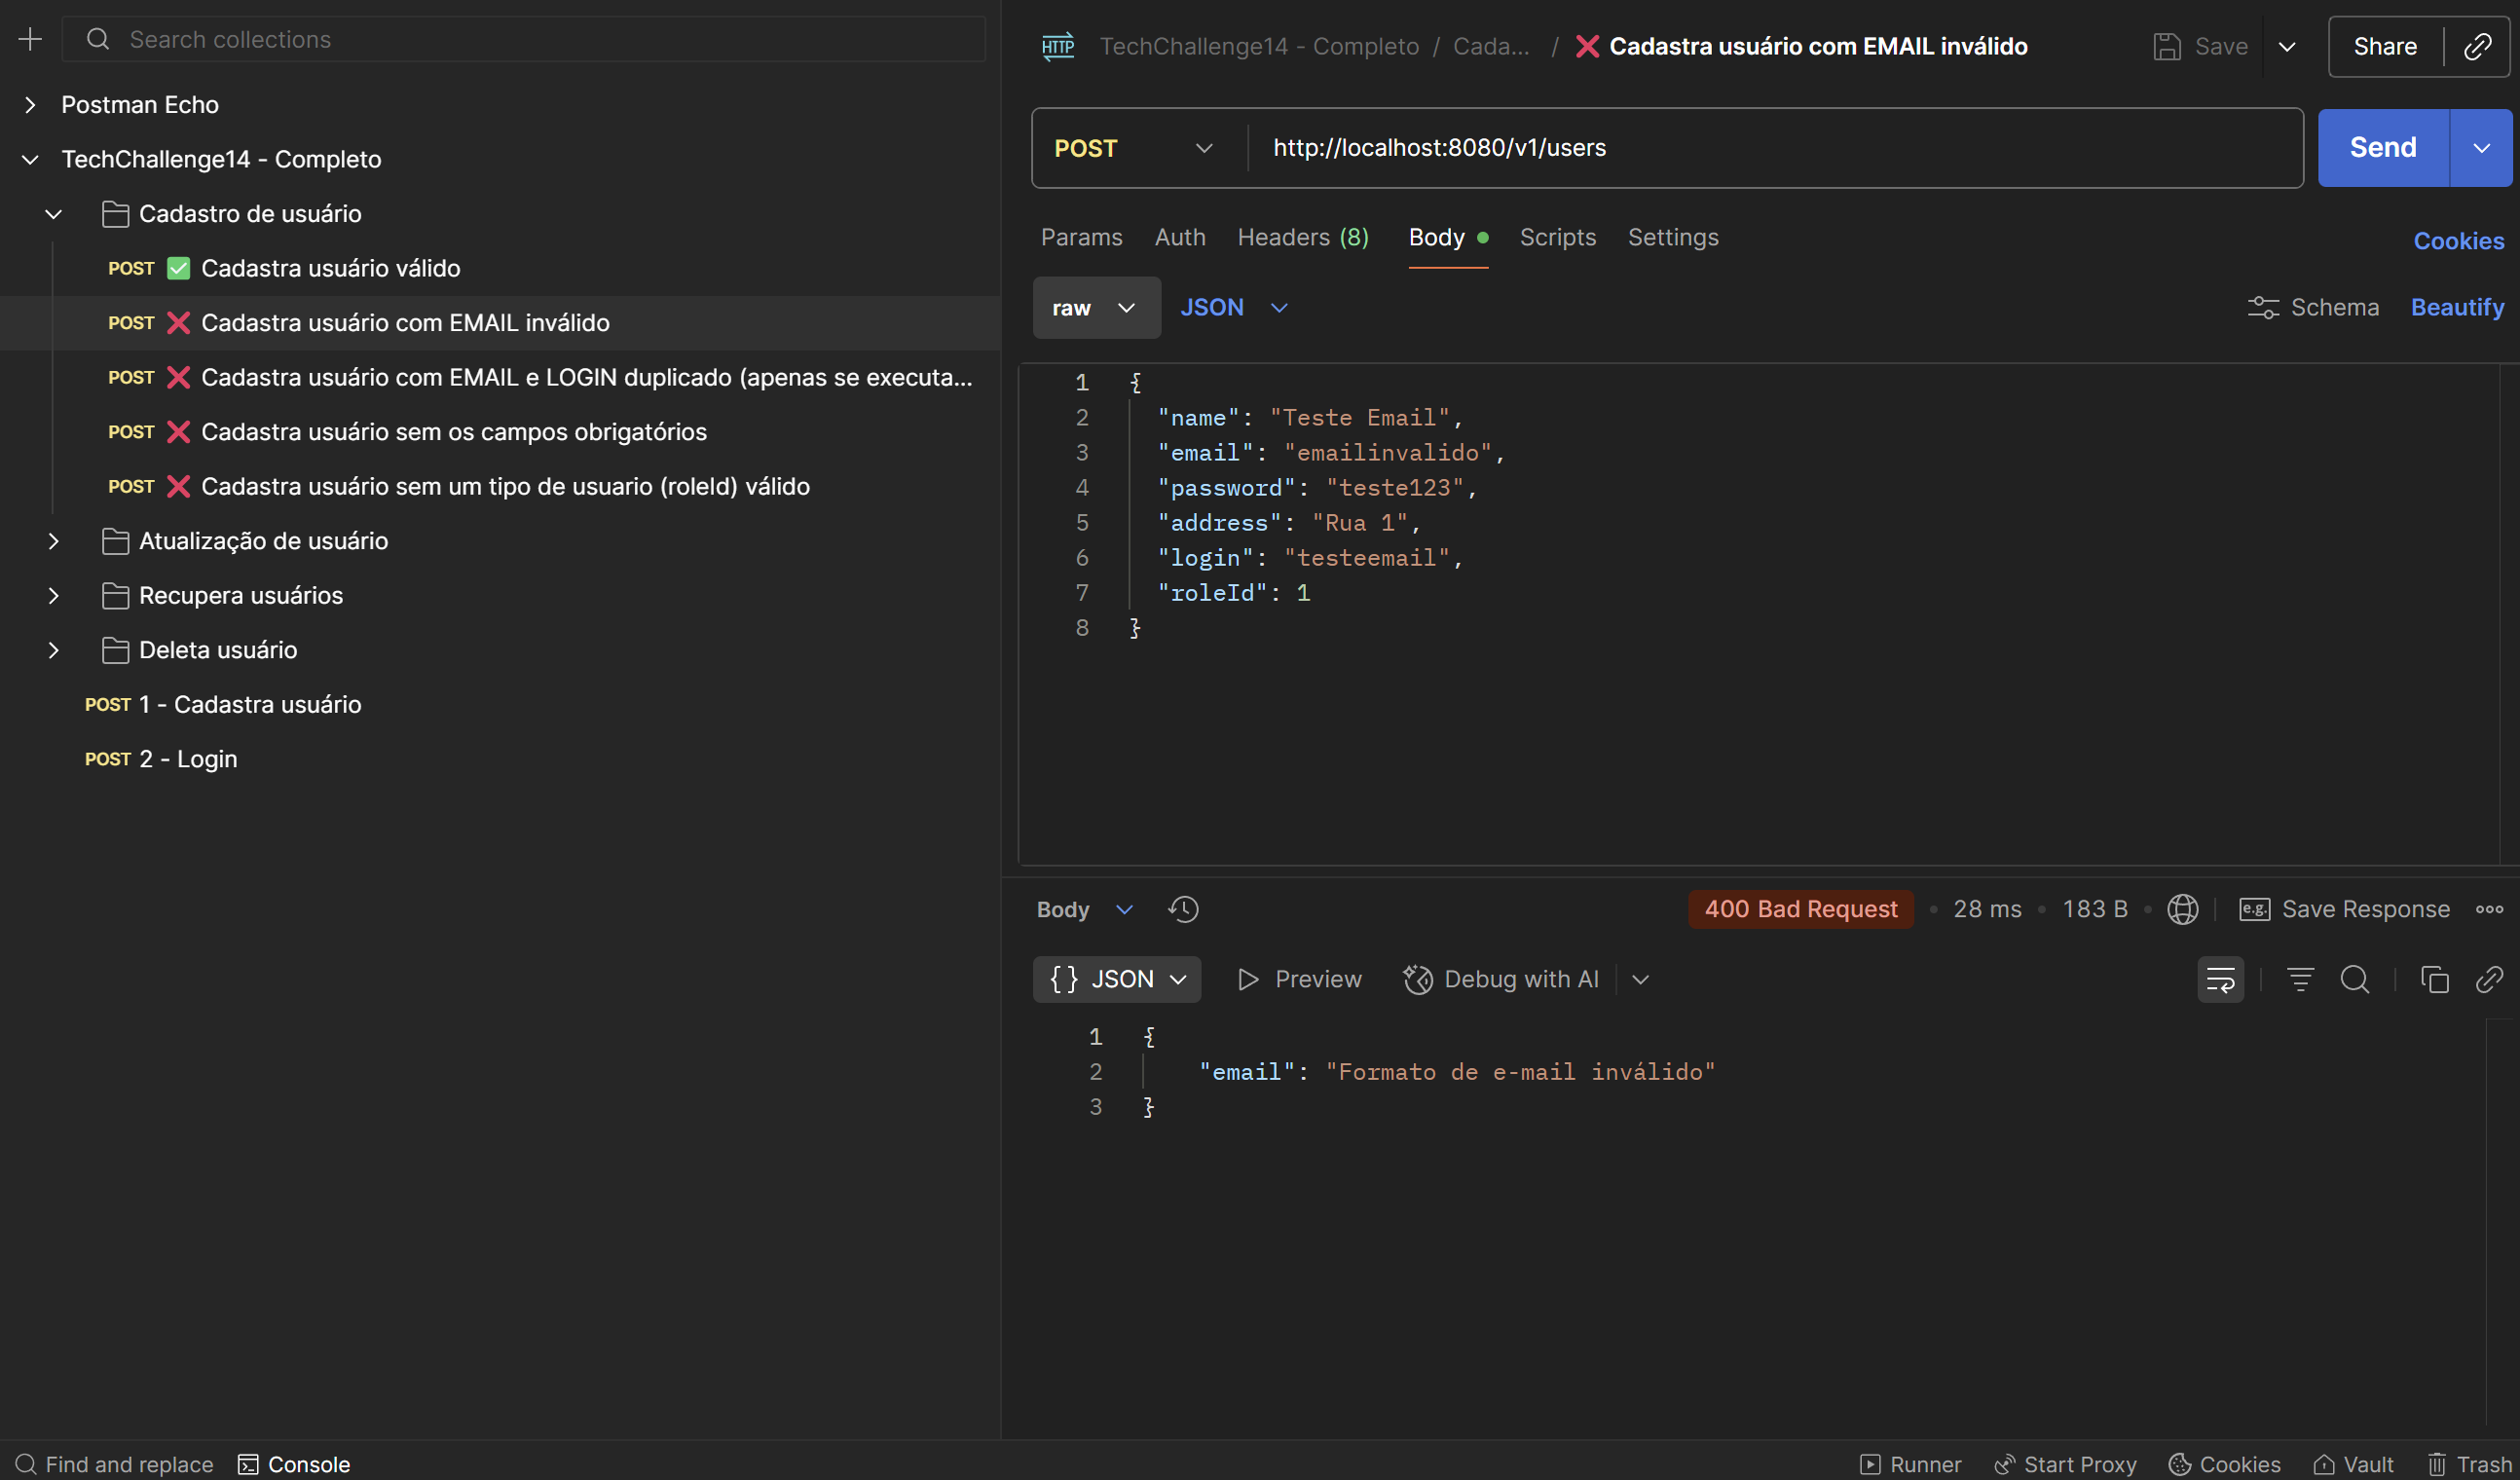 Search collections
Postman Echo
TechChallenge14 - Completo
Cadastro de usuário
POST ✅ Cadastra usuário válido
POST ❌ Cadastra usuário com EMAIL inválido
POST ❌ Cadastra usuário com EMAIL e LOGIN duplicado (apenas se executa...
POST ❌ Cadastra usuário sem os campos obrigatórios
POST ❌ Cadastra usuário sem um tipo de usuario (roleId) válido
Atualização de usuário
Recupera usuários
Deleta usuário
POST 1 - Cadastra usuário
POST 2 - Login
HTTP TechChallenge14 - Completo / Cada... / ❌ Cadastra usuário com EMAIL inválido
Save
Share
POST http://localhost:8080/v1/users
Send
Params Auth Headers (8) Body Scripts Settings
Cookies
raw JSON
Schema Beautify
1 {
2 "name": "Teste Email",
3 "email": "emailinvalido",
4 "password": "teste123",
5 "address": "Rua 1",
6 "login": "testeemail",
7 "roleId": 1
8 }
Body
400 Bad Request • 28 ms • 183 B •
e.g. Save Response
{} JSON Preview Debug with AI
1 {
2 "email": "Formato de e-mail inválido"
3 }
Find and replace Console
Runner Start Proxy Cookies Vault Trash